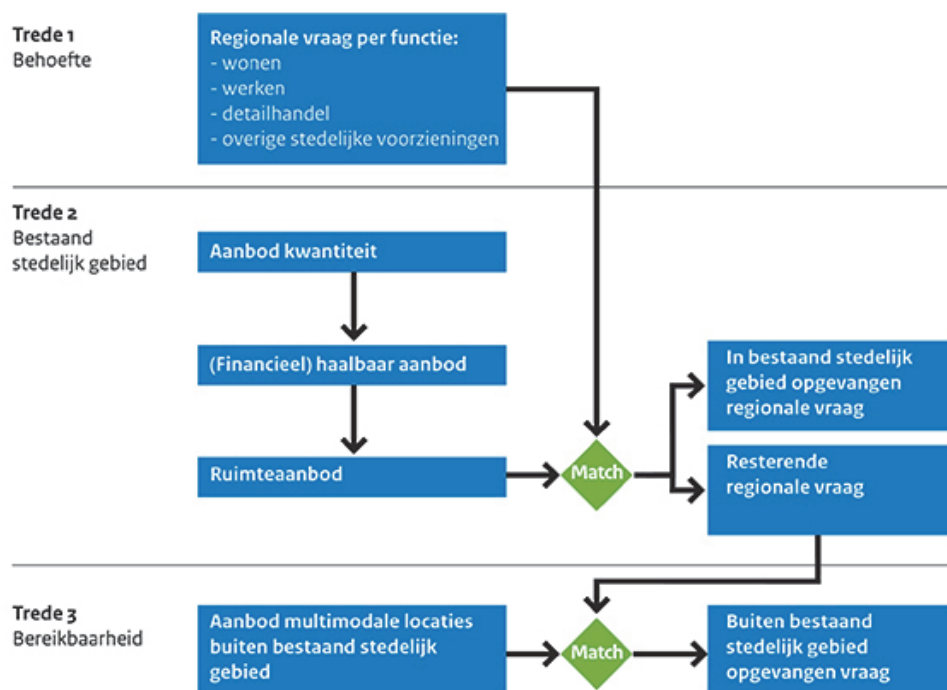 Trede 1
Behoefte
Regionale vraag per functie:
- wonen
- werken
- detailhandel
- overige stedelijke voorzieningen
Trede 2
Bestaand
stedelijk gebied
Aanbod kwantiteit
(Financieel) haalbaar aanbod
Ruimteaanbod
Match
In bestaand stedelijk
gebied opgevangen
regionale vraag
Resterende
regionale vraag
Trede 3
Bereikbaarheid
Aanbod multimodale locaties
buiten bestaand stedelijk
gebied
Match
Buiten bestaand
stedelijk gebied
opgevangen vraag